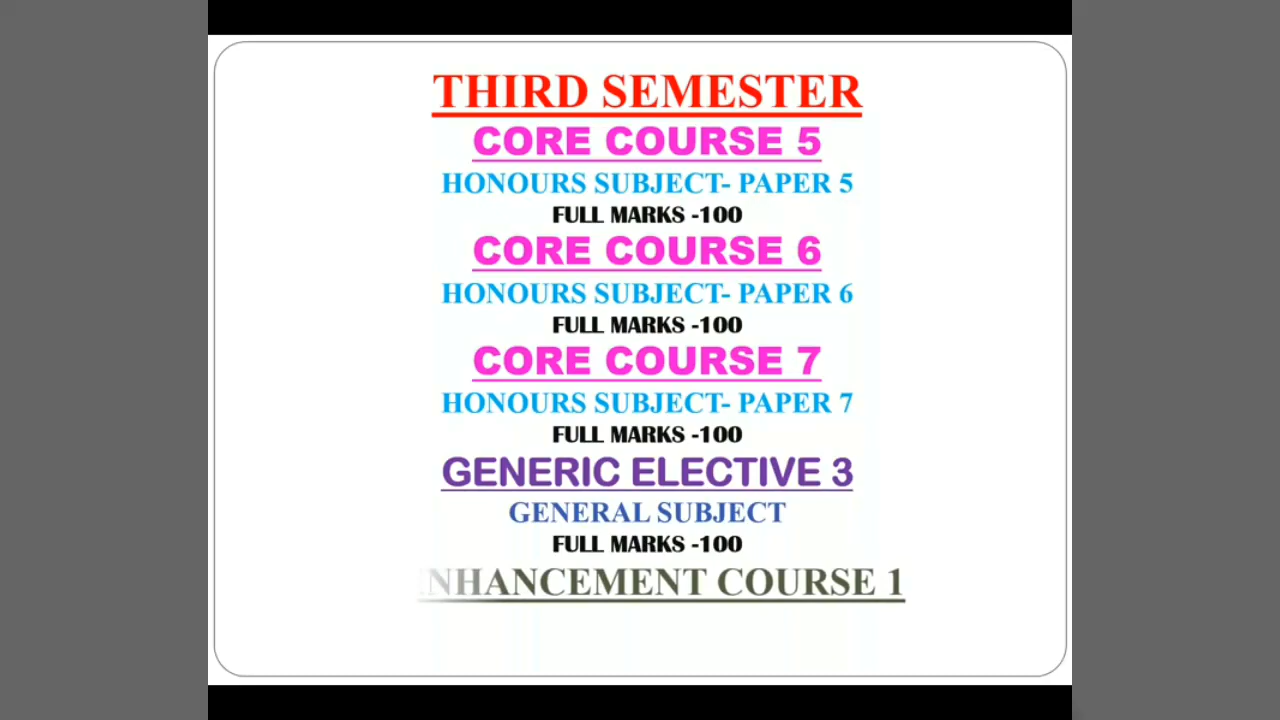 THIRD SEMESTER
CORE COURSE 5
HONOURS SUBJECT- PAPER 5
FULL MARKS -100
CORE COURSE 6
HONOURS SUBJECT- PAPER 6
FULL MARKS -100
CORE COURSE 7
HONOURS SUBJECT- PAPER 7
FULL MARKS -100
GENERIC ELECTIVE 3
GENERAL SUBJECT
FULL MARKS -100
NHANCEMENT COURSE 1